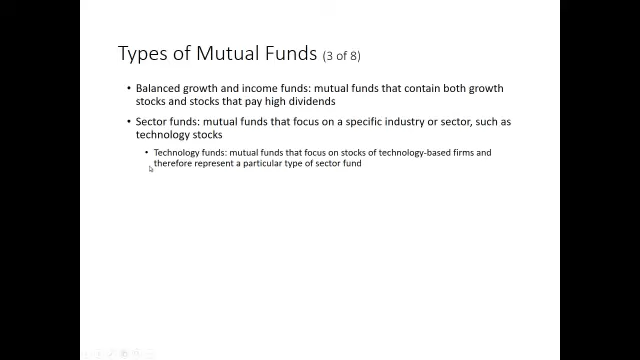 Types of Mutual Funds (3 of 8)
• Balanced growth and income funds: mutual funds that contain both growth
stocks and stocks that pay high dividends
• Sector funds: mutual funds that focus on a specific industry or sector, such as
technology stocks
• Technology funds: mutual funds that focus on stocks of technology-based firms and
therefore represent a particular type of sector fund